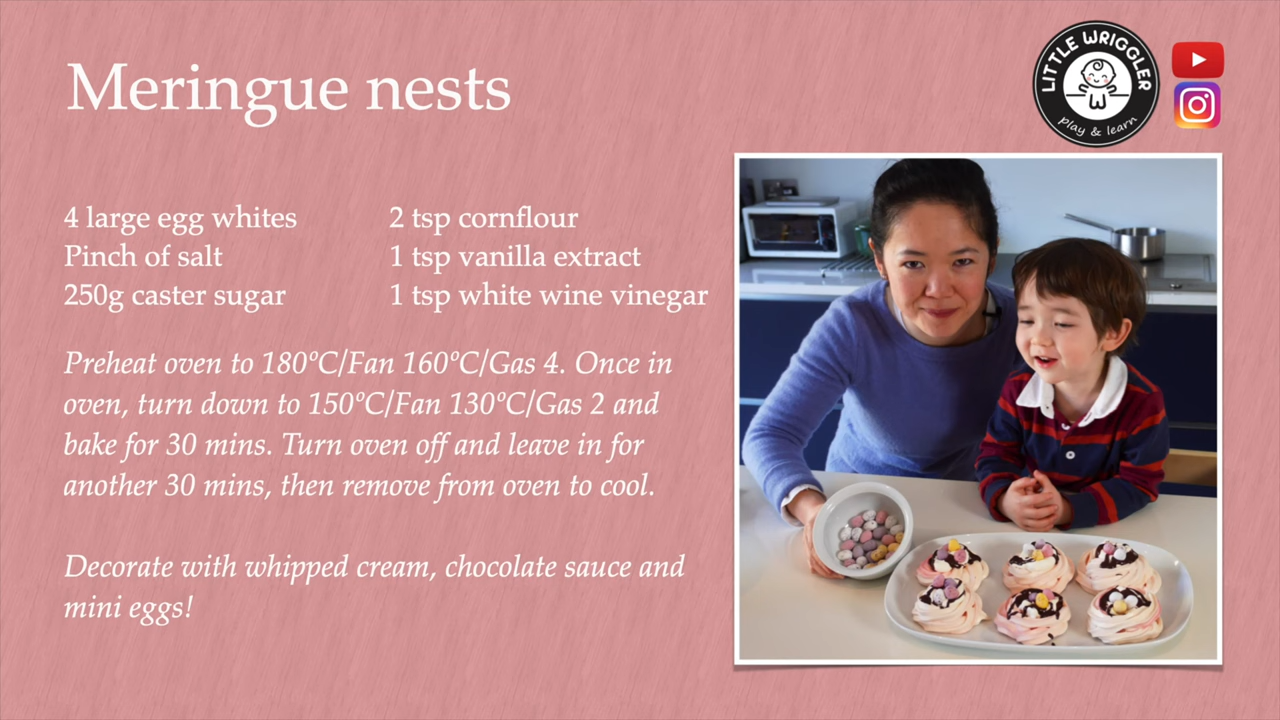 Meringue nests
LITTLE WRIGGLER
W
play & learn
4 large egg whites
Pinch of salt
250g caster sugar
2 tsp cornflour
1 tsp vanilla extract
1 tsp white wine vinegar
Preheat oven to 180ºC/Fan 160ºC/Gas 4. Once in
oven, turn down to 150ºC/Fan 130ºC/Gas 2 and
bake for 30 mins. Turn oven off and leave in for
another 30 mins, then remove from oven to cool.
Decorate with whipped cream, chocolate sauce and
mini eggs!